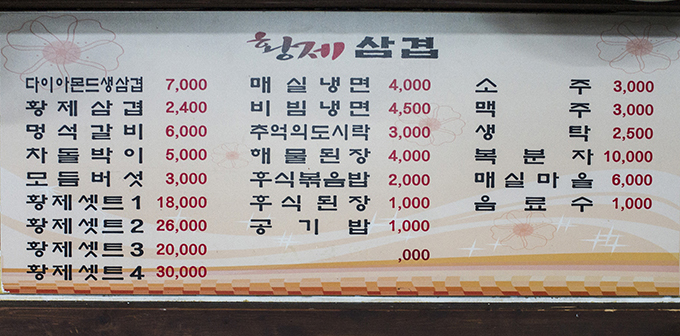 황제 삼겹
다이아몬드생삼겹 7,000
황제삼겹 2,400
멍석갈비 6,000
차돌박이 5,000
모듬버섯 3,000
황제셋트1 18,000
황제셋트2 26,000
황제셋트3 20,000
황제셋트4 30,000
매실냉면 4,000
비빔냉면 4,500
추억의도시락 3,000
해물된장 4,000
후식볶음밥 2,000
후식된장 1,000
공기밥 1,000
,000
소주 3,000
맥주 3,000
생탁 2,500
복분자 10,000
매실마을 6,000
음료수 1,000